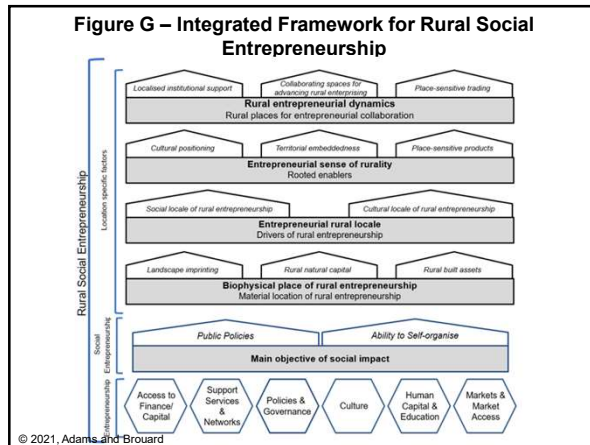 Figure G – Integrated Framework for Rural Social
Entrepreneurship
Rural Social Entrepreneurship
Location specific factors
Localised institutional support
Collaborating spaces for
advancing rural enterprising
Place-sensitive trading
Rural entrepreneurial dynamics
Rural places for entrepreneurial collaboration
Cultural positioning
Territorial embeddedness
Place-sensitive products
Entrepreneurial sense of rurality
Rooted enablers
Social locale of rural entrepreneurship
Cultural locale of rural entrepreneurship
Entrepreneurial rural locale
Drivers of rural entrepreneurship
Landscape imprinting
Rural natural capital
Rural built assets
Biophysical place of rural entrepreneurship
Material location of rural entrepreneurship
Social
Entrepreneurship
Public Policies
Ability to Self-organise
Main objective of social impact
Entrepreneurship
Access to
Finance/
Capital
Support
Services &
Networks
Policies &
Governance
Culture
Human
Capital &
Education
Markets &
Market
Access
© 2021, Adams and Brouard